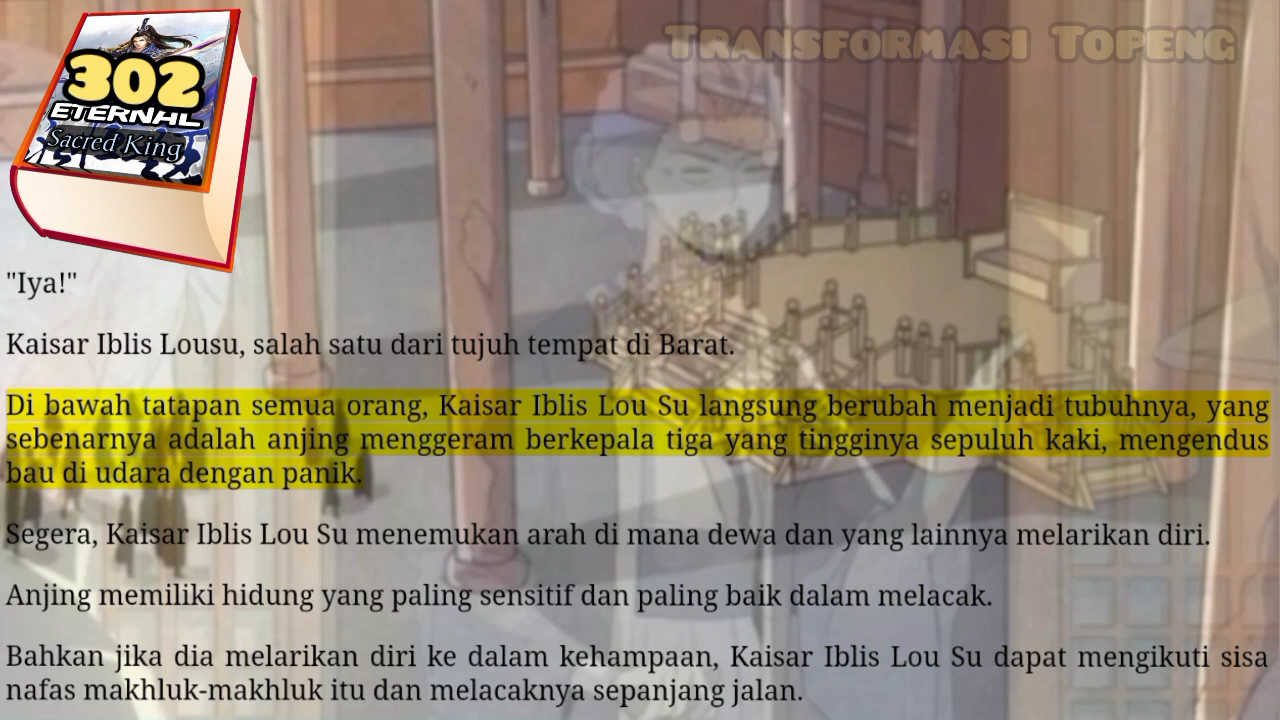 Transformasi Topeng
302
ETERNAL
Sacred King
"Iya!"
Kaisar Iblis Lousu, salah satu dari tujuh tempat di Barat.
Di bawah tatapan semua orang, Kaisar Iblis Lou Su langsung berubah menjadi tubuhnya, yang
sebenarnya adalah anjing menggeram berkepala tiga yang tingginya sepuluh kaki, mengendus
bau di udara dengan panik.
Segera, Kaisar Iblis Lou Su menemukan arah di mana dewa dan yang lainnya melarikan diri.
Anjing memiliki hidung yang paling sensitif dan paling baik dalam melacak.
Bahkan jika dia melarikan diri ke dalam kehampaan, Kaisar Iblis Lou Su dapat mengikuti sisa
nafas makhluk-makhluk itu dan melacaknya sepanjang jalan.